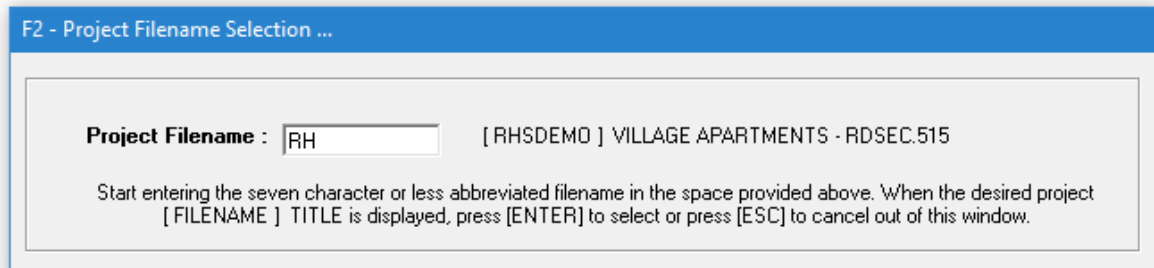 F2 - Project Filename Selection ...
Project Filename : RH [ RHSDEMO ] VILLAGE APARTMENTS - RDSEC.515
Start entering the seven character or less abbreviated filename in the space provided above. When the desired project
[ FILENAME ] TITLE is displayed, press [ENTER] to select or press [ESC] to cancel out of this window.